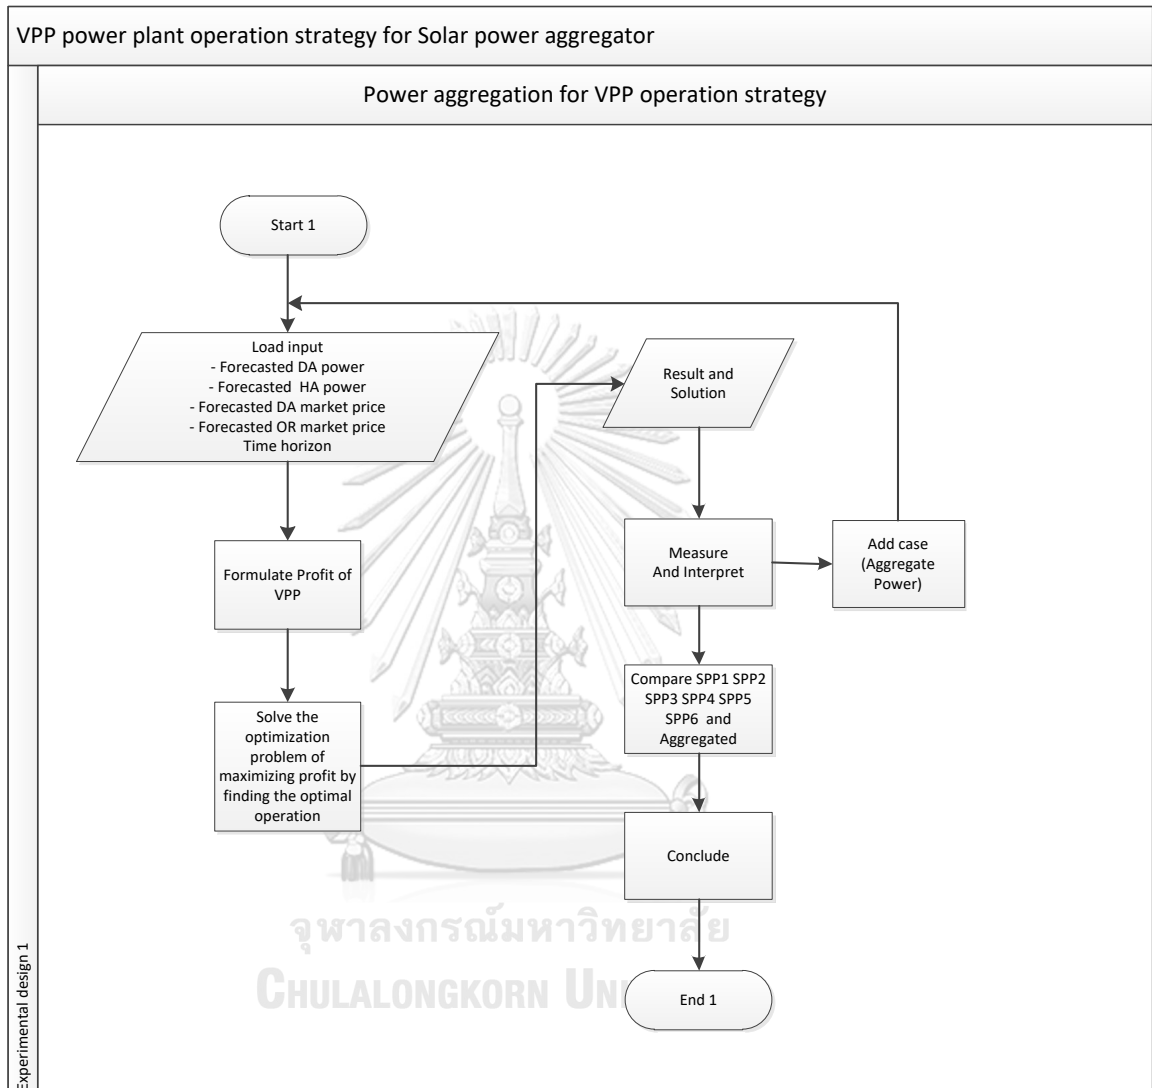 VPP power plant operation strategy for Solar power aggregator
Power aggregation for VPP operation strategy
Experimental design 1
Start 1
Load input
- Forecasted DA power
- Forecasted HA power
- Forecasted DA market price
- Forecasted OR market price
Time horizon
Formulate Profit of
VPP
Solve the
optimization
problem of
maximizing profit by
finding the optimal
operation
Result and
Solution
Measure
And Interpret
Add case
(Aggregate
Power)
Compare SPP1 SPP2
SPP3 SPP4 SPP5
SPP6 and
Aggregated
Conclude
End 1
จุฬาลงกรณ์มหาวิทยาลัย
CHULALONGKORN